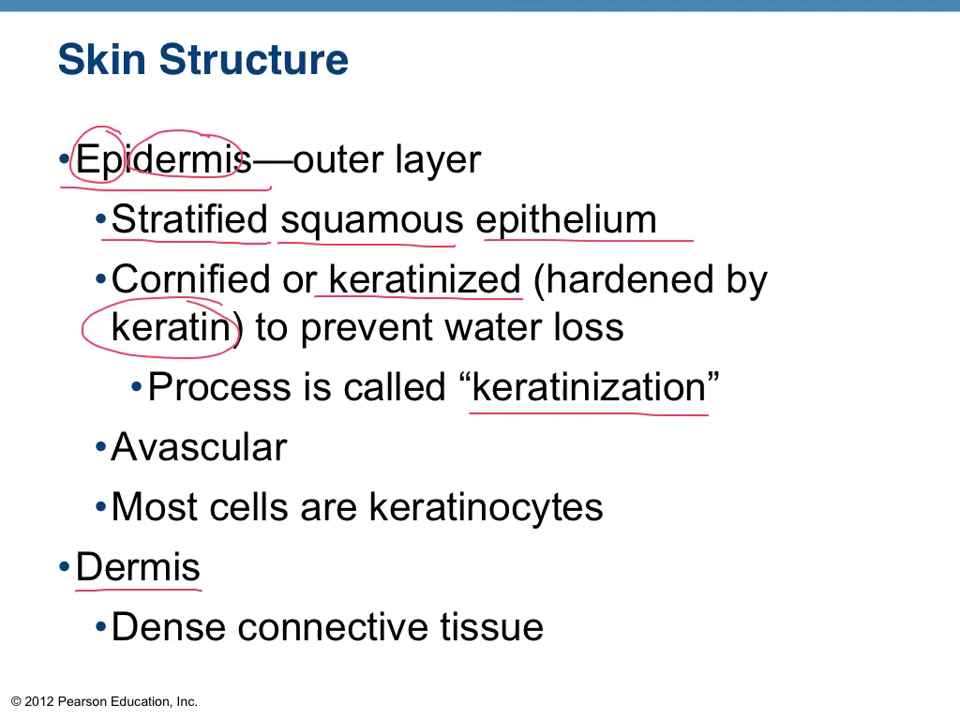 Skin Structure
•Epidermis—outer layer
•Stratified squamous epithelium
•Cornified or keratinized (hardened by
keratin) to prevent water loss
•Process is called “keratinization”
•Avascular
•Most cells are keratinocytes
•Dermis
•Dense connective tissue
© 2012 Pearson Education, Inc.